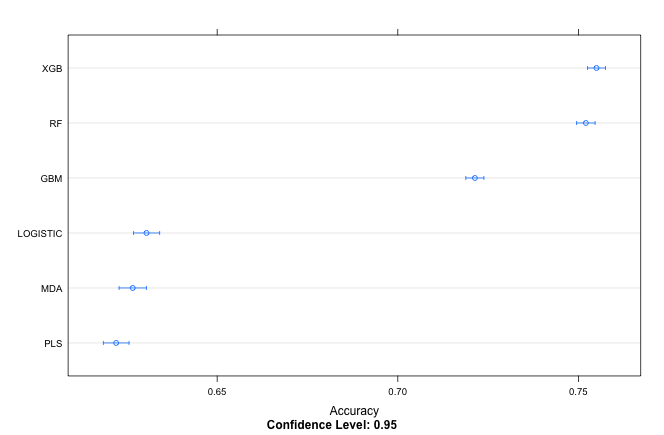 XGB
RF
GBM
LOGISTIC
MDA
PLS
0.65 0.70 0.75
Accuracy
Confidence Level: 0.95